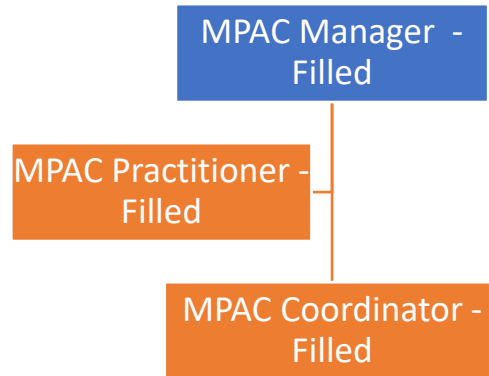 MPAC Manager -
Filled
MPAC Practitioner -
Filled
MPAC Coordinator -
Filled